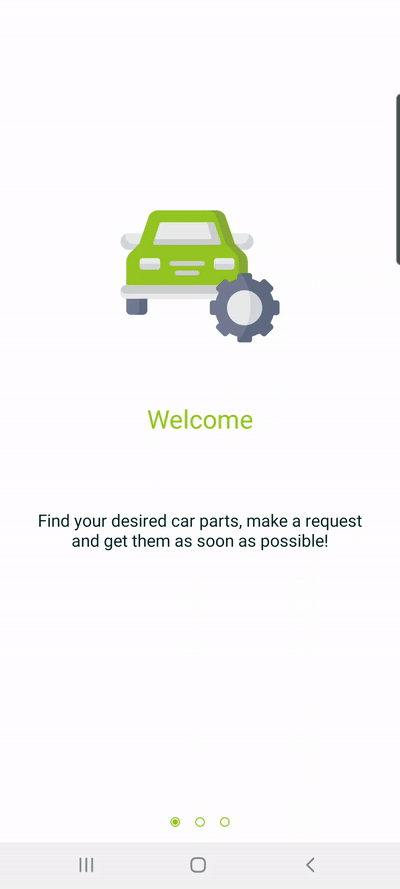 Welcome
Find your desired car parts, make a request
and get them as soon as possible!